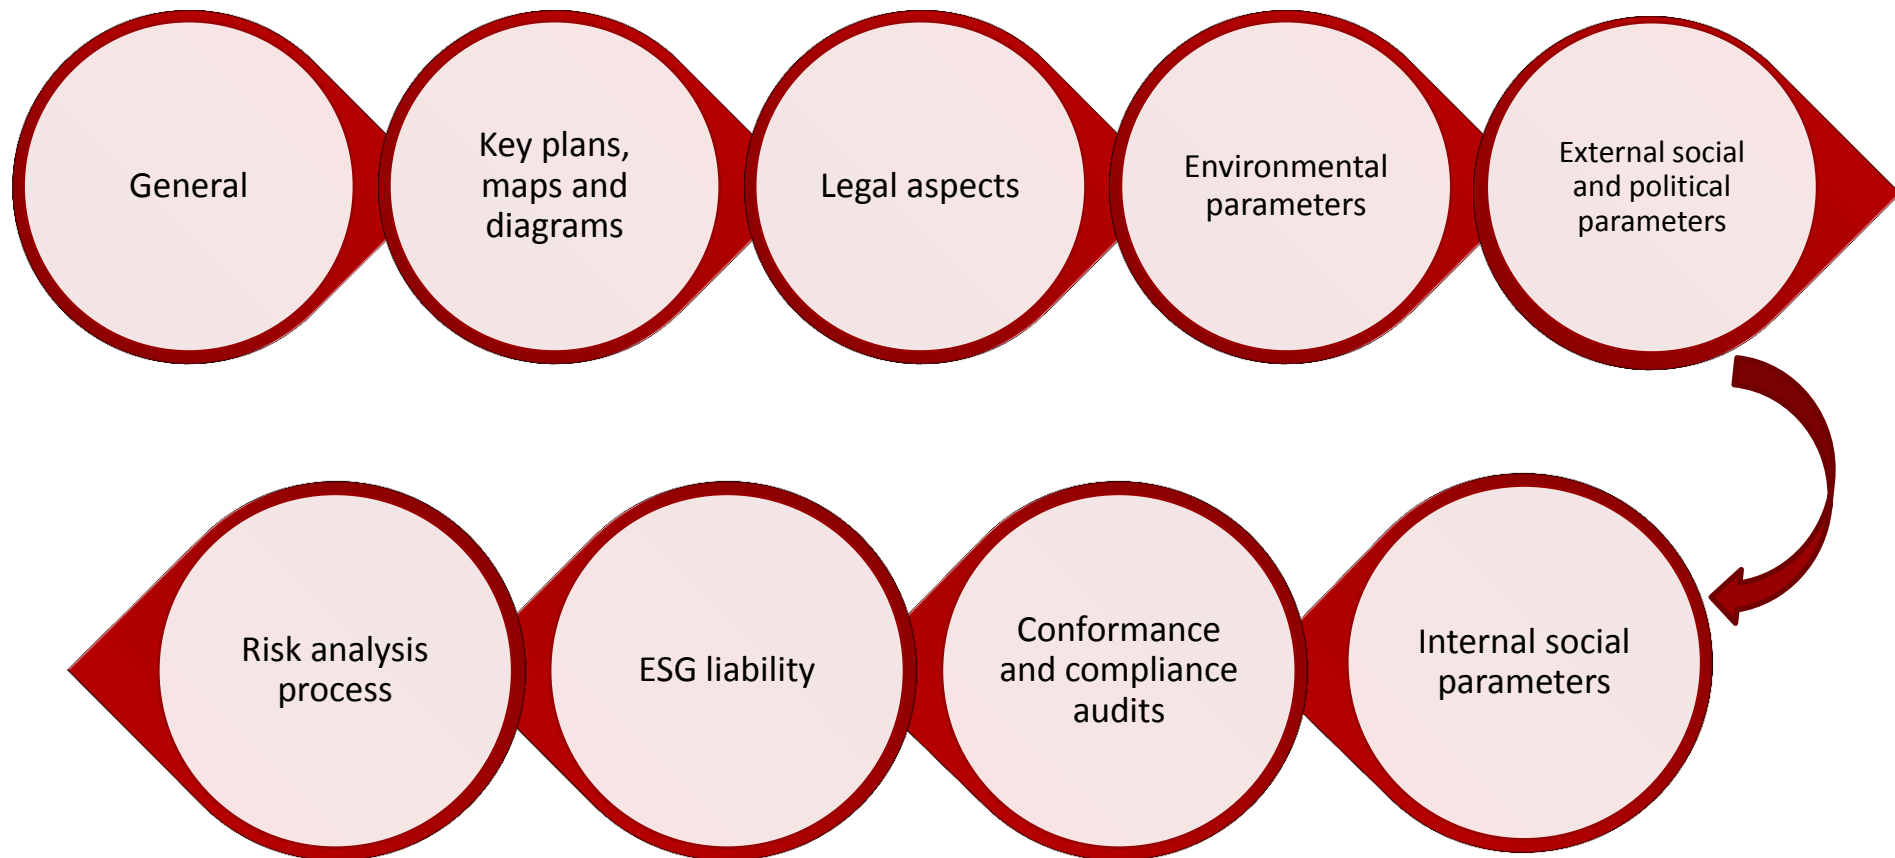 General
Key plans,
maps and
diagrams
Legal aspects
Environmental
parameters
External social
and political
parameters
Internal social
parameters
Conformance
and compliance
audits
ESG liability
Risk analysis
process